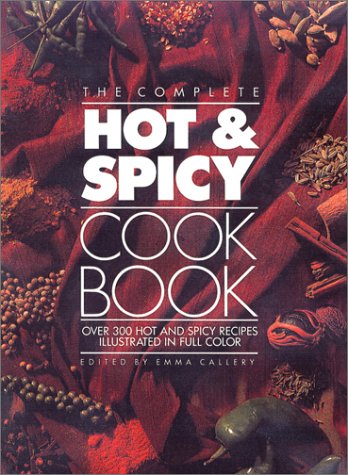 THE COMPLETE
HOT &
SPICY
COOK
BOOK
OVER 300 HOT AND SPICY RECIPES
ILLUSTRATED IN FULL COLOR
EDITED BY EMMA CALLERY